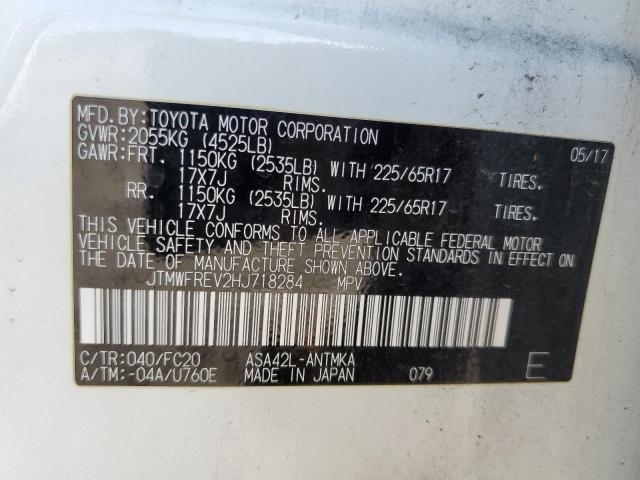 MFD. BY: TOYOTA MOTOR CORPORATION 05/17
GVWR: 2055KG (4525LB)
GAWR: FRT. 1150KG (2535LB) WITH 225/65R17 TIRES.
17X7J RIMS.
RR. 1150KG (2535LB) WITH 225/65R17 TIRES.
17X7J RIMS.
THIS VEHICLE CONFORMS TO ALL APPLICABLE FEDERAL MOTOR
VEHICLE SAFETY AND THEFT PREVENTION STANDARDS IN EFFECT ON
THE DATE OF MANUFACTURE SHOWN ABOVE.
JTMWFREV2HJ718284 MPV
C/TR: 040/FC20 ASA42L-ANTMKA
A/TM: -04A/U760E MADE IN JAPAN 079 E